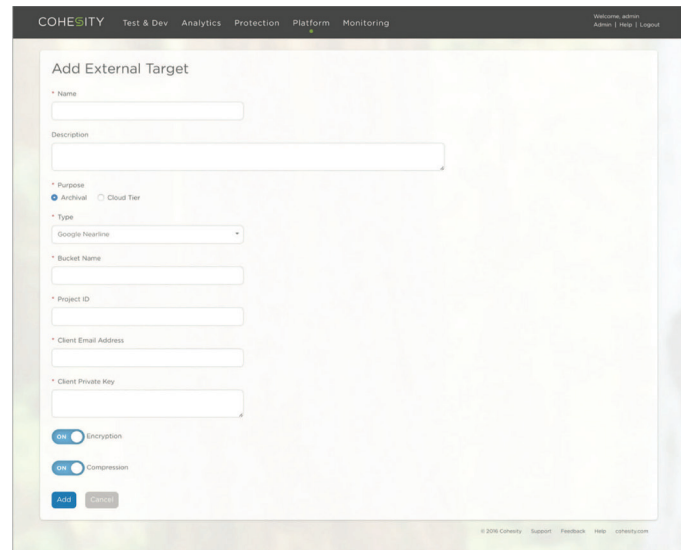 COHESITY Test & Dev Analytics Protection Platform Monitoring
Welcome, admin
Admin | Help | Logout
Add External Target
* Name
Description
* Purpose
Archival Cloud Tier
* Type
Google Nearline
* Bucket Name
* Project ID
* Client Email Address
* Client Private Key
ON Encryption
ON Compression
Add Cancel
© 2016 Cohesity Support Feedback Help cohesity.com